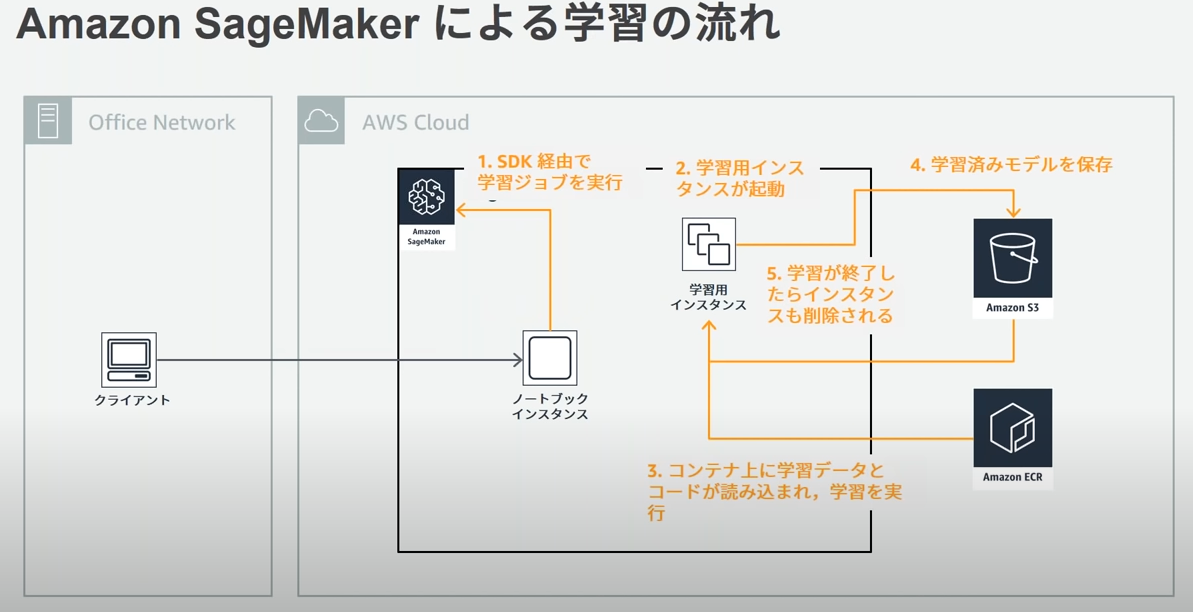 Amazon SageMaker による学習の流れ
Office Network
AWS Cloud
1. SDK 経由で
学習ジョブを実行
2. 学習用インス
タンスが起動
4. 学習済みモデルを保存
Amazon
SageMaker
学習用
インスタンス
5. 学習が終了し
たらインスタン
スも削除される
Amazon S3
クライアント
ノートブック
インスタンス
3. コンテナ上に学習データと
コードが読み込まれ，学習を実
行
Amazon ECR